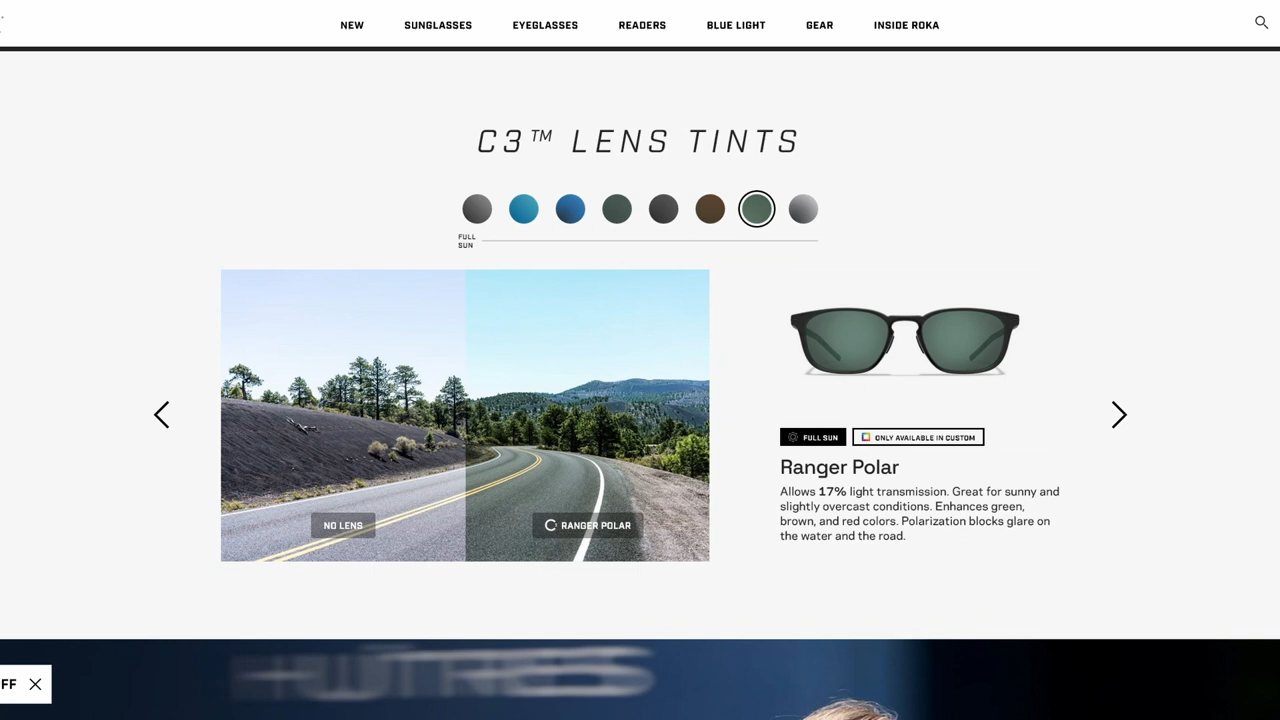 NEW SUNGLASSES EYEGLASSES READERS BLUE LIGHT GEAR INSIDE ROKA
C3™ LENS TINTS
FULL
SUN
NO LENS
RANGER POLAR
FULL SUN
ONLY AVAILABLE IN CUSTOM
Ranger Polar
Allows 17% light transmission. Great for sunny and
slightly overcast conditions. Enhances green,
brown, and red colors. Polarization blocks glare on
the water and the road.
FF